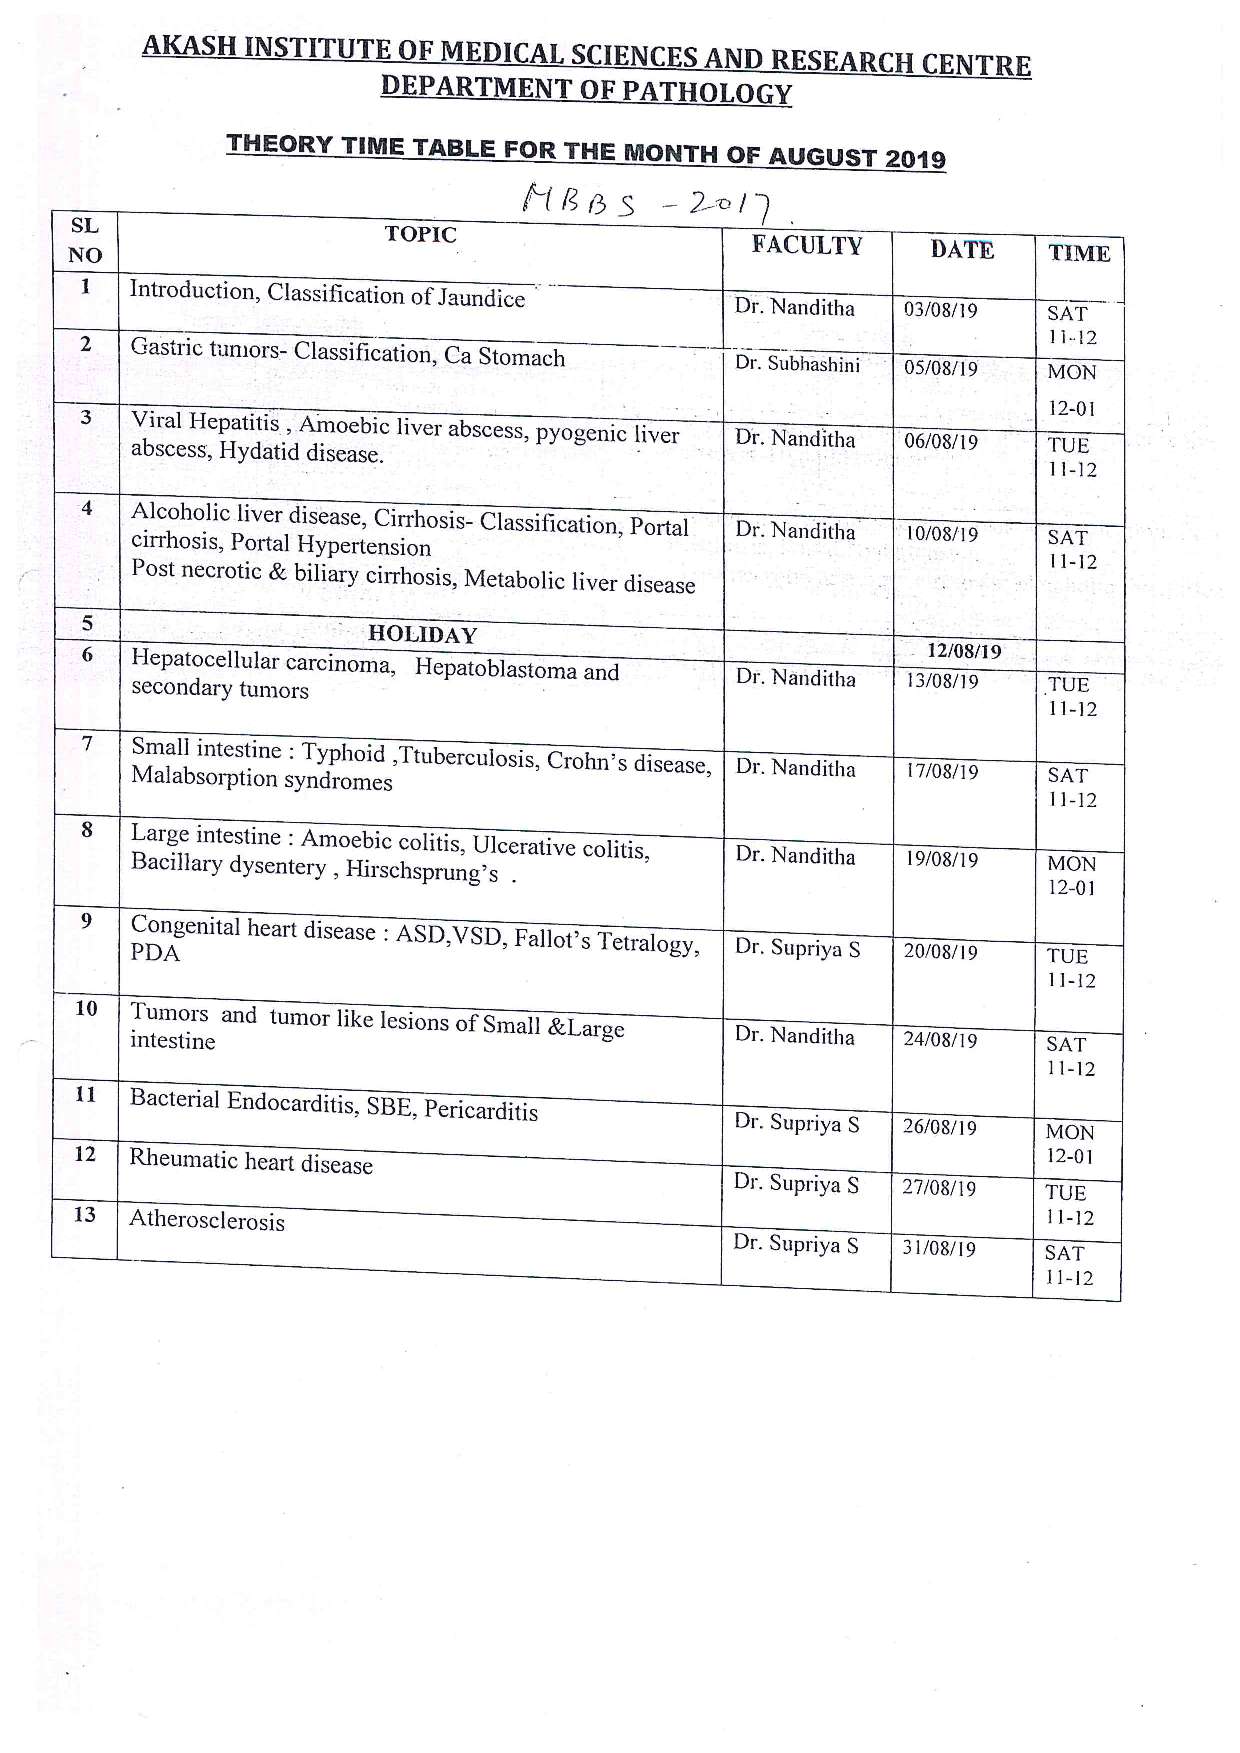 AKASH INSTITUTE OF MEDICAL SCIENCES AND RESEARCH CENTRE
DEPARTMENT OF PATHOLOGY
THEORY TIME TABLE FOR THE MONTH OF AUGUST 2019
MBBS - 2017.
SL NO TOPIC FACULTY DATE TIME
1 Introduction, Classification of Jaundice Dr. Nanditha 03/08/19 SAT
11-12
2 Gastric tumors- Classification, Ca Stomach Dr. Subhashini 05/08/19 MON
12-01
3 Viral Hepatitis , Amoebic liver abscess, pyogenic liver Dr. Nanditha 06/08/19 TUE
abscess, Hydatid disease. 11-12
4 Alcoholic liver disease, Cirrhosis- Classification, Portal Dr. Nanditha 10/08/19 SAT
cirrhosis, Portal Hypertension 11-12
Post necrotic & biliary cirrhosis, Metabolic liver disease
5 HOLIDAY 12/08/19
6 Hepatocellular carcinoma, Hepatoblastoma and Dr. Nanditha 13/08/19 TUE
secondary tumors 11-12
7 Small intestine : Typhoid ,Ttuberculosis, Crohn's disease, Dr. Nanditha 17/08/19 SAT
Malabsorption syndromes 11-12
8 Large intestine : Amoebic colitis, Ulcerative colitis, Dr. Nanditha 19/08/19 MON
Bacillary dysentery , Hirschsprung's . 12-01
9 Congenital heart disease : ASD,VSD, Fallot's Tetralogy, Dr. Supriya S 20/08/19 TUE
PDA 11-12
10 Tumors and tumor like lesions of Small &Large Dr. Nanditha 24/08/19 SAT
intestine 11-12
11 Bacterial Endocarditis, SBE, Pericarditis Dr. Supriya S 26/08/19 MON
12-01
12 Rheumatic heart disease Dr. Supriya S 27/08/19 TUE
11-12
13 Atherosclerosis Dr. Supriya S 31/08/19 SAT
11-12